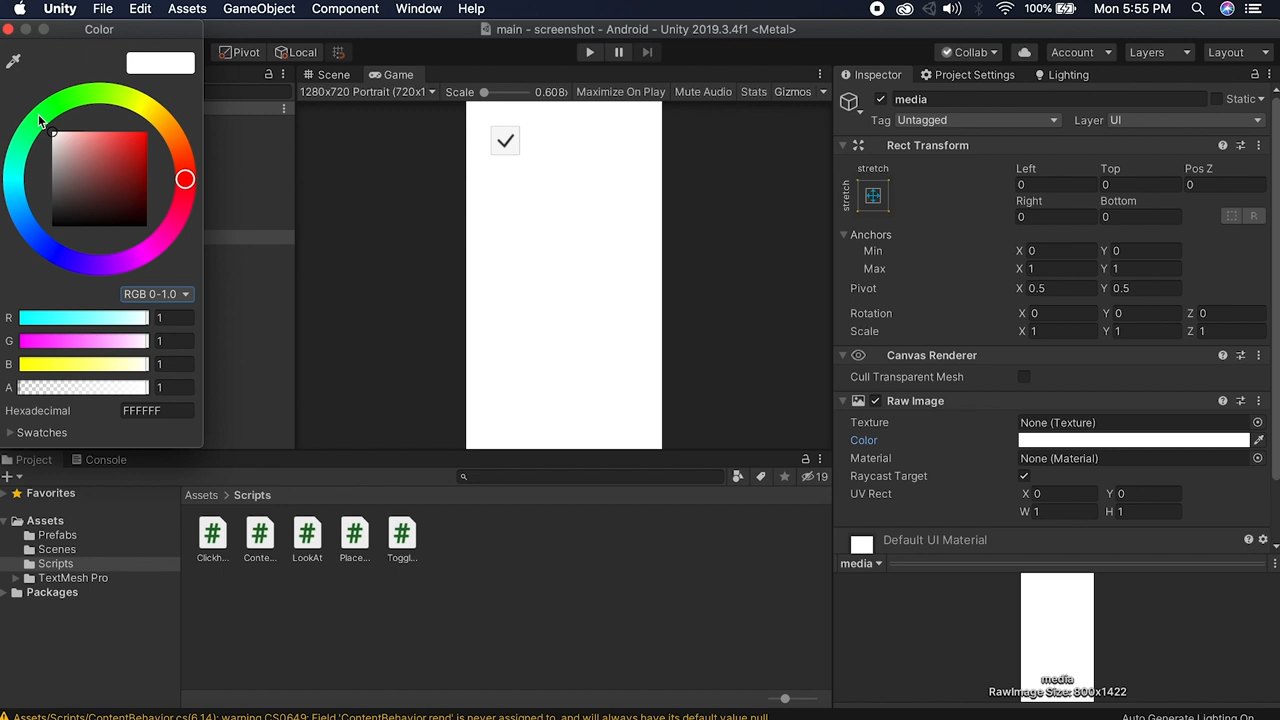 Unity File Edit Assets GameObject Component Window Help 100% Mon 5:55 PM
Color
main - screenshot - Android - Unity 2019.3.4f1 <Metal>
Pivot Local Collab Account Layers Layout
Scene Game
1280x720 Portrait (720x1 Scale 0.608 Maximize On Play Mute Audio Stats Gizmos
RGB 0-1.0
R 1
G 1
B 1
A 1
Hexadecimal FFFFFF
Swatches
Inspector Project Settings Lighting
media Static
Tag Untagged Layer UI
Rect Transform
stretch Left Top Pos Z
stretch 0 0 0
Right Bottom
0 0 R
Anchors
Min X 0 Y 0
Max X 1 Y 1
Pivot X 0.5 Y 0.5
Rotation X 0 Y 0 Z 0
Scale X 1 Y 1 Z 1
Canvas Renderer
Cull Transparent Mesh
Raw Image
Texture None (Texture)
Color
Material None (Material)
Raycast Target
UV Rect X 0 Y 0
W 1 H 1
Default UI Material
media
media
RawImage Size: 800x1422
Project Console
19
Favorites
Assets
Prefabs
Scenes
Scripts
TextMesh Pro
Packages
Assets > Scripts
Clickh... Conte... LookAt Place... Toggl...
Assets/Scripts/ContentBehavior.cs(6,14): warning CS0649: Field 'ContentBehavior.rend' is never assigned to, and will always have its default value null
Auto Generate Lighting On